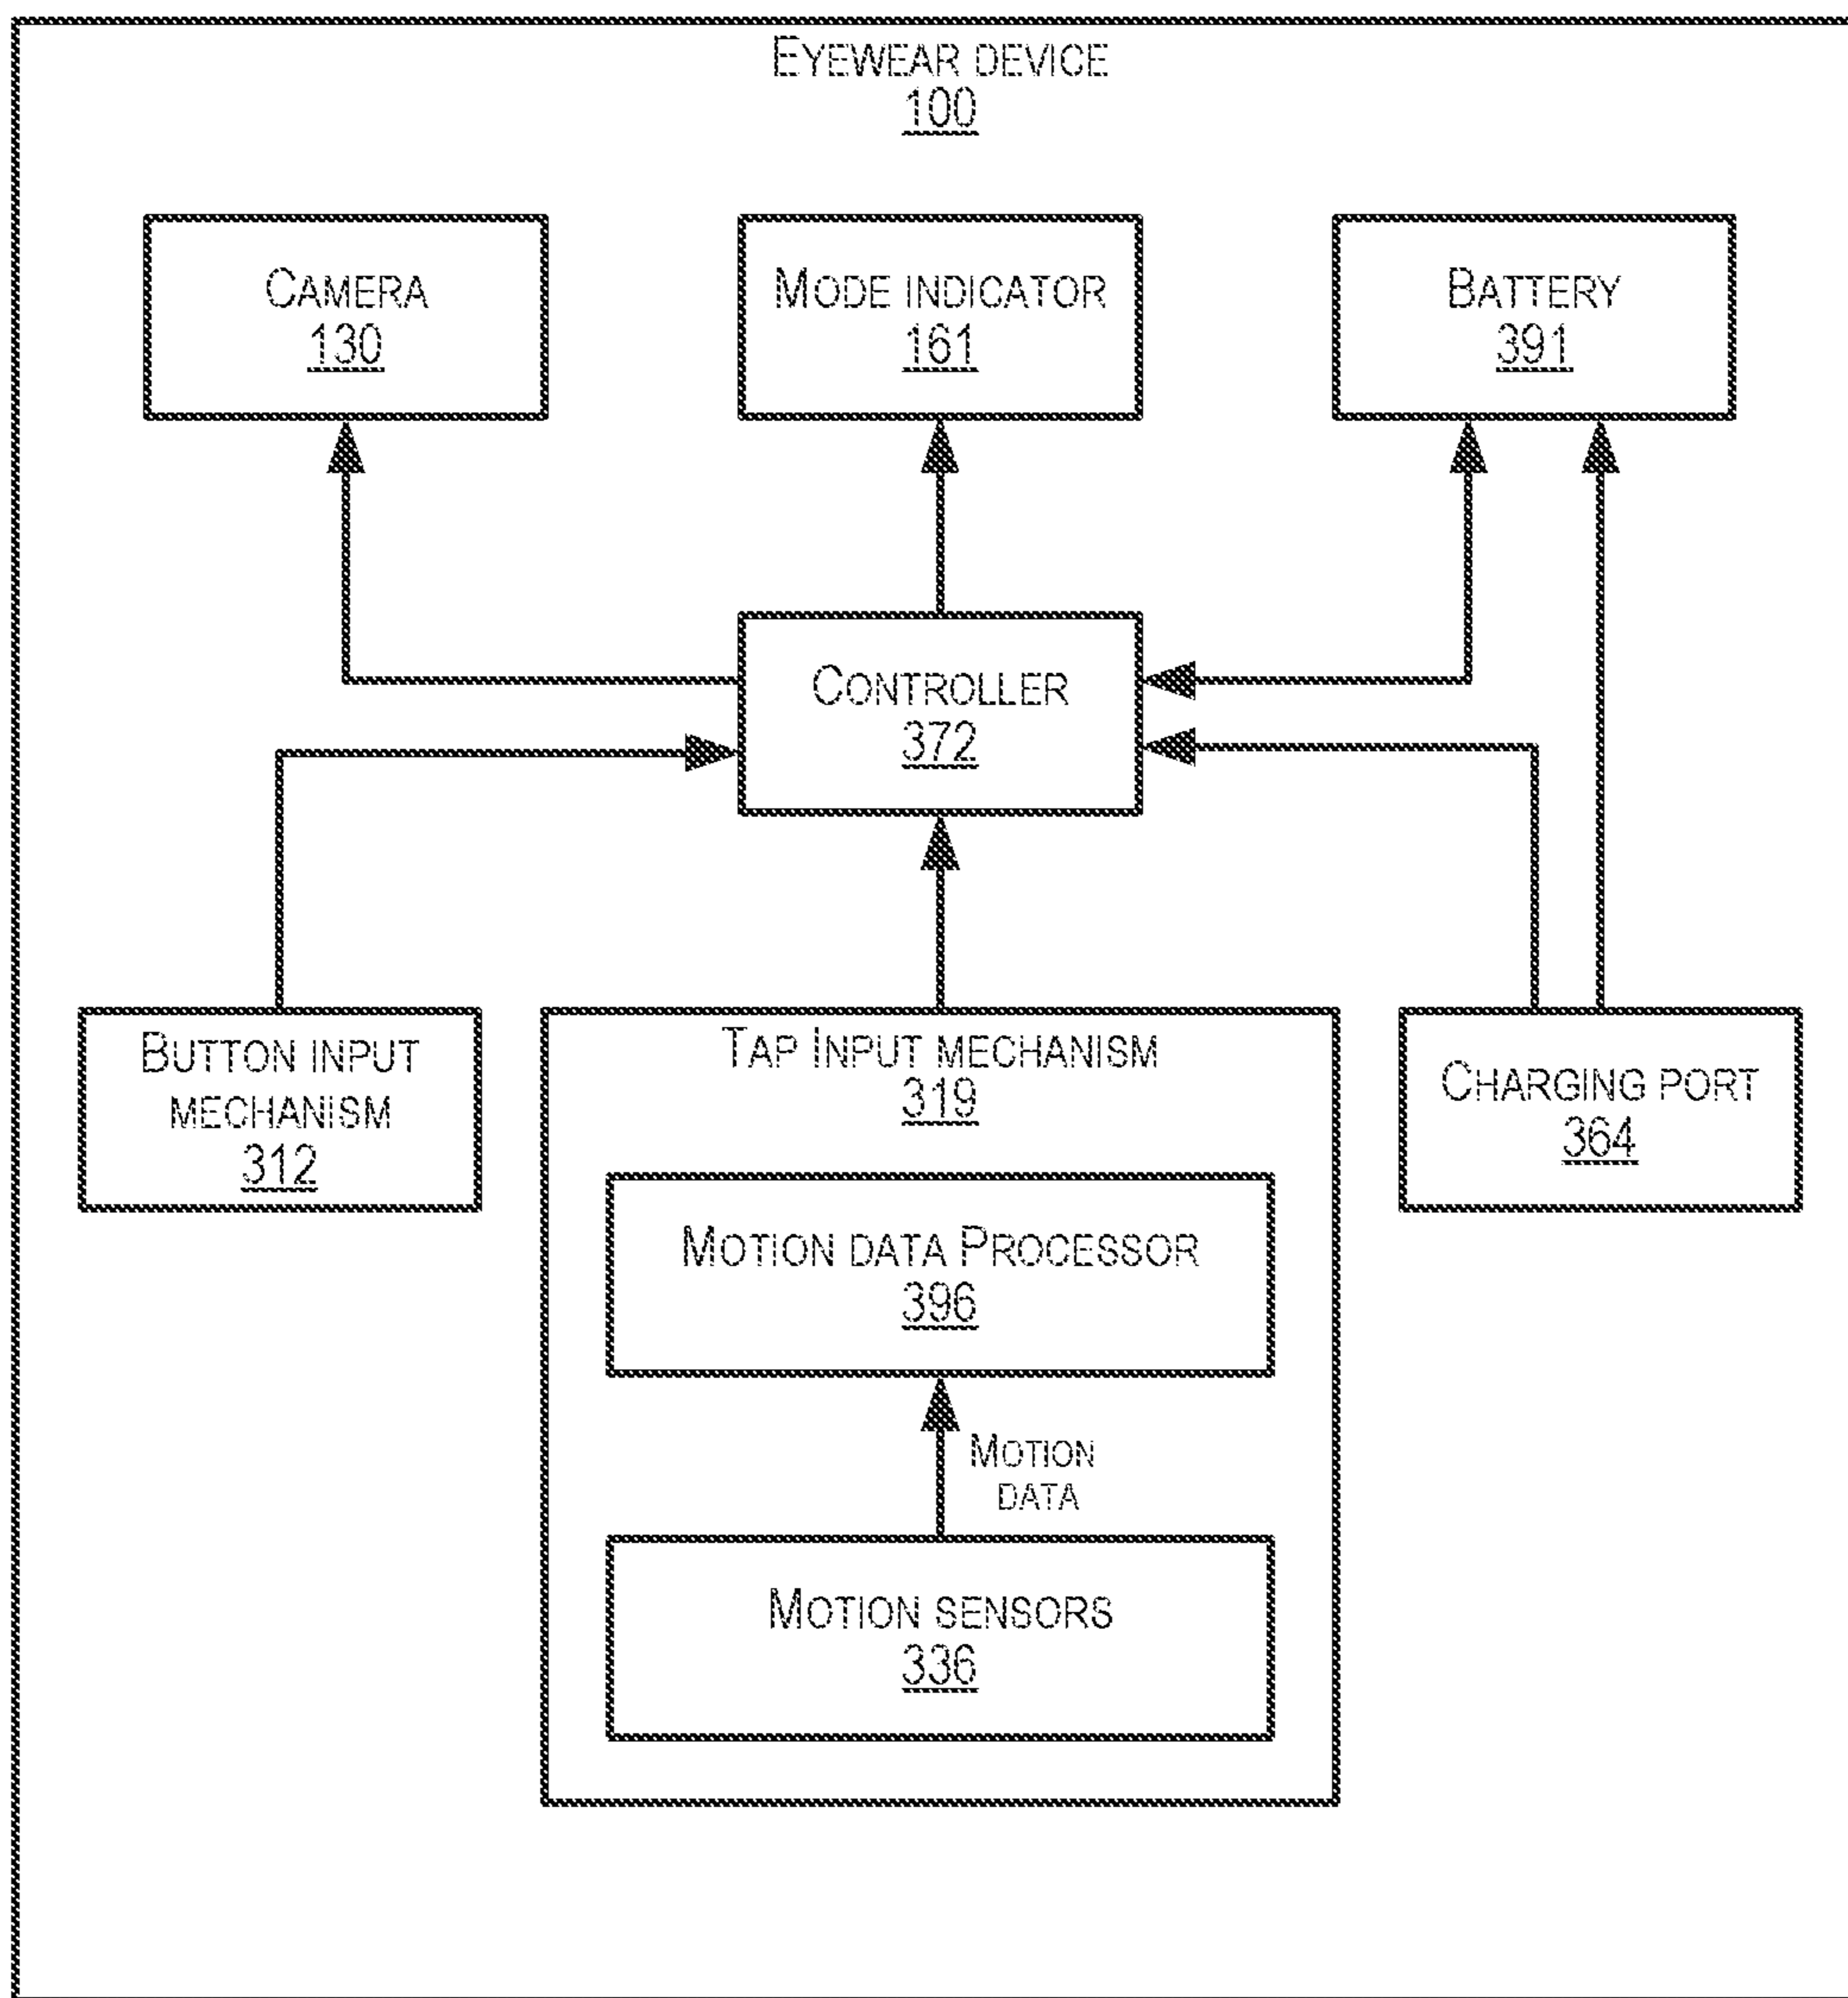 EYEWEAR DEVICE
100
CAMERA
130
MODE INDICATOR
161
BATTERY
391
CONTROLLER
372
BUTTON INPUT
MECHANISM
312
TAP INPUT MECHANISM
319
CHARGING PORT
364
MOTION DATA PROCESSOR
396
MOTION
DATA
MOTION SENSORS
336